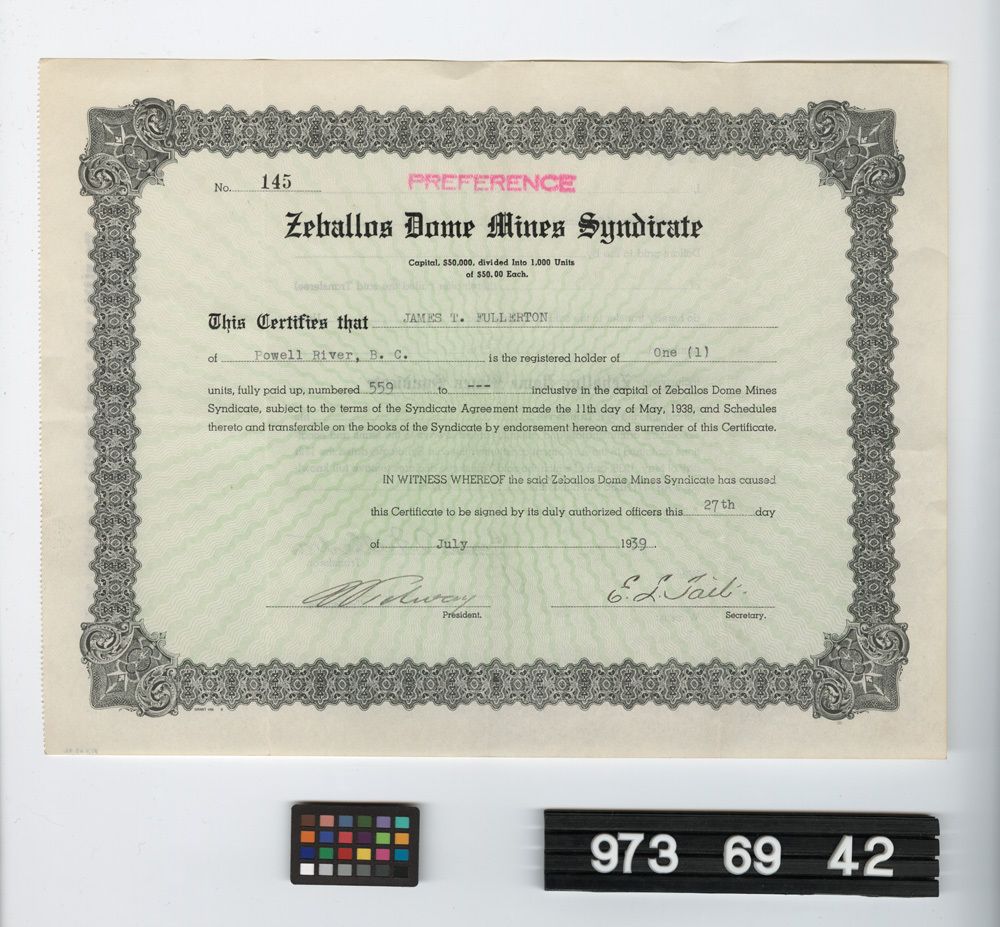 No. 145
PREFERENCE
Zeballos Dome Mines Syndicate
Capital, $50,000, divided Into 1,000 Units
of $50.00 Each.
This Certifies that JAMES T. FULLERTON
of Powell River, B. C. is the registered holder of One (1)
units, fully paid up, numbered 559 to --- inclusive in the capital of Zeballos Dome Mines
Syndicate, subject to the terms of the Syndicate Agreement made the 11th day of May, 1938, and Schedules
thereto and transferable on the books of the Syndicate by endorsement hereon and surrender of this Certificate.
IN WITNESS WHEREOF the said Zeballos Dome Mines Syndicate has caused
this Certificate to be signed by its duly authorized officers this 27th day
of July 1939.
E. L. Tait.
President. Secretary.
973 69 42